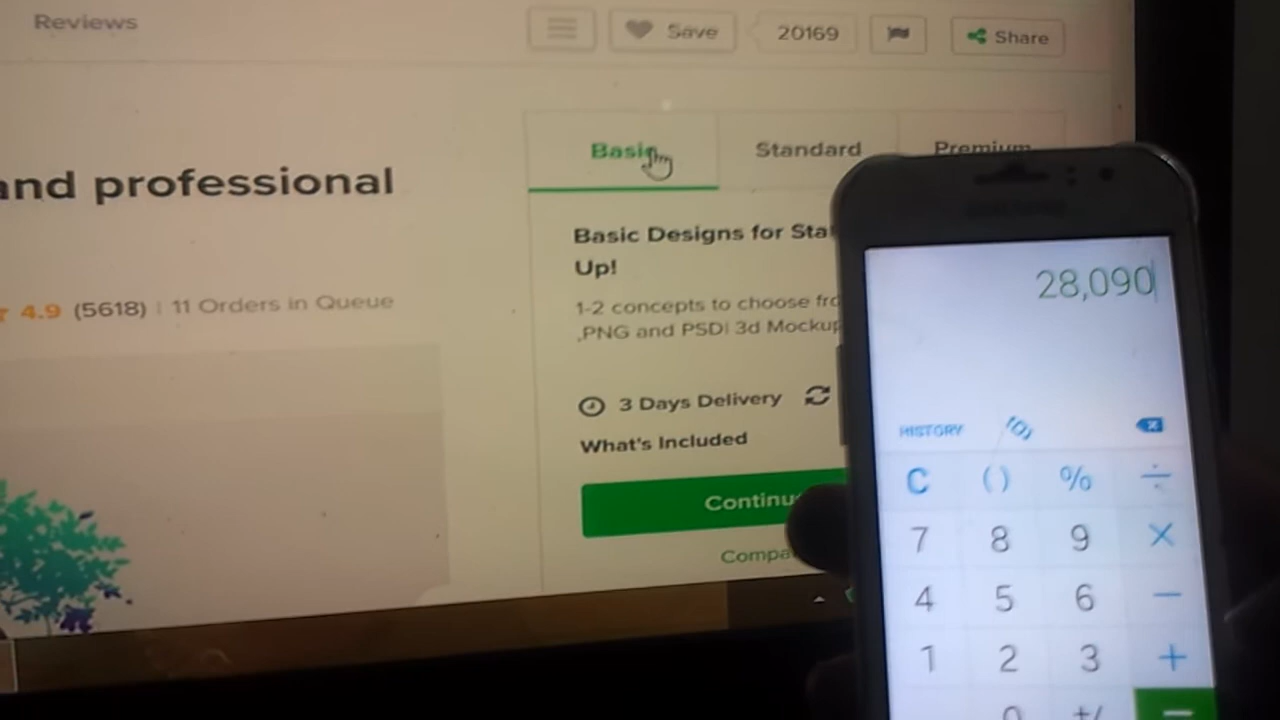 Reviews
Save
20169
Share
Basic
Standard
Premium
and professional
Basic Designs for Sta
Up!
4.9 (5618) | 11 Orders in Queue
1-2 concepts to choose fro
,PNG and PSD| 3d Mockup
3 Days Delivery
What's Included
Continu
Compa
28,090
HISTORY
C () % ÷
7 8 9 ×
4 5 6 −
1 2 3 +
0 +/ =